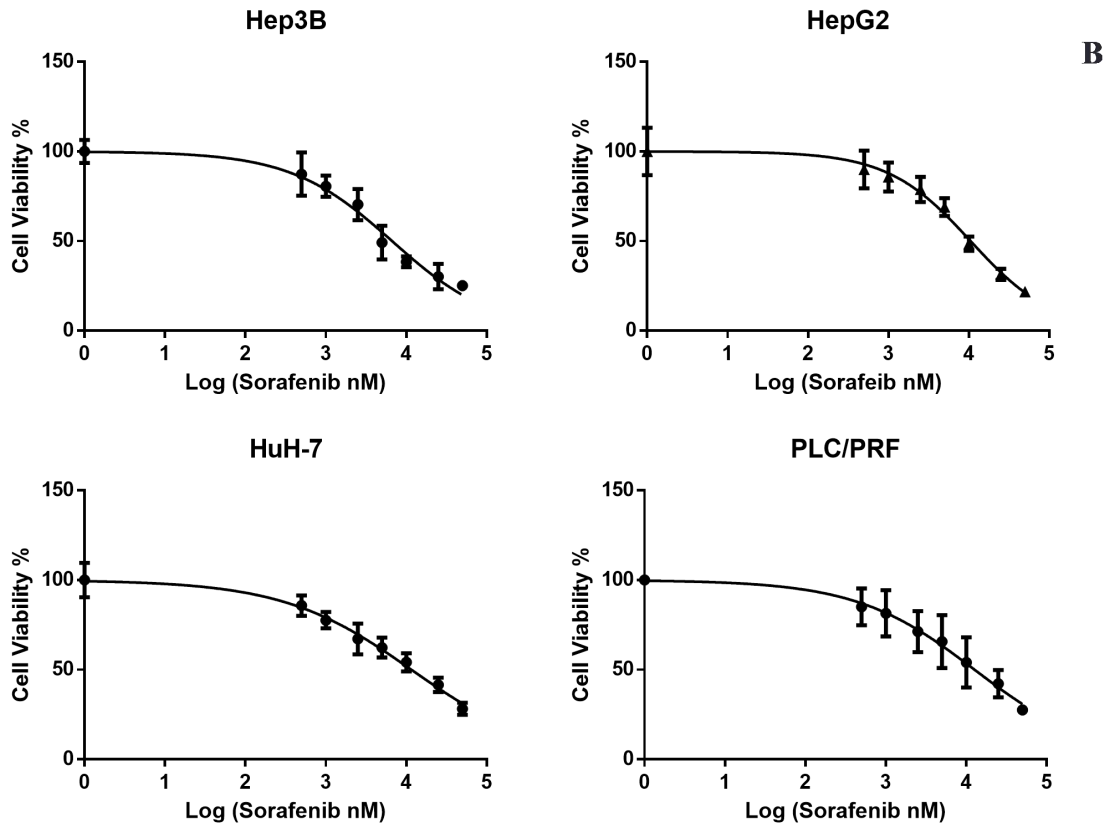 Hep3B
150
100
50
0
Cell Viability %
0 1 2 3 4 5
Log (Sorafenib nM)
HepG2
B
150
100
50
0
Cell Viability %
0 1 2 3 4 5
Log (Sorafeib nM)
HuH-7
150
100
50
0
Cell Viability %
0 1 2 3 4 5
Log (Sorafenib nM)
PLC/PRF
150
100
50
0
Cell Viability %
0 1 2 3 4 5
Log (Sorafenib nM)